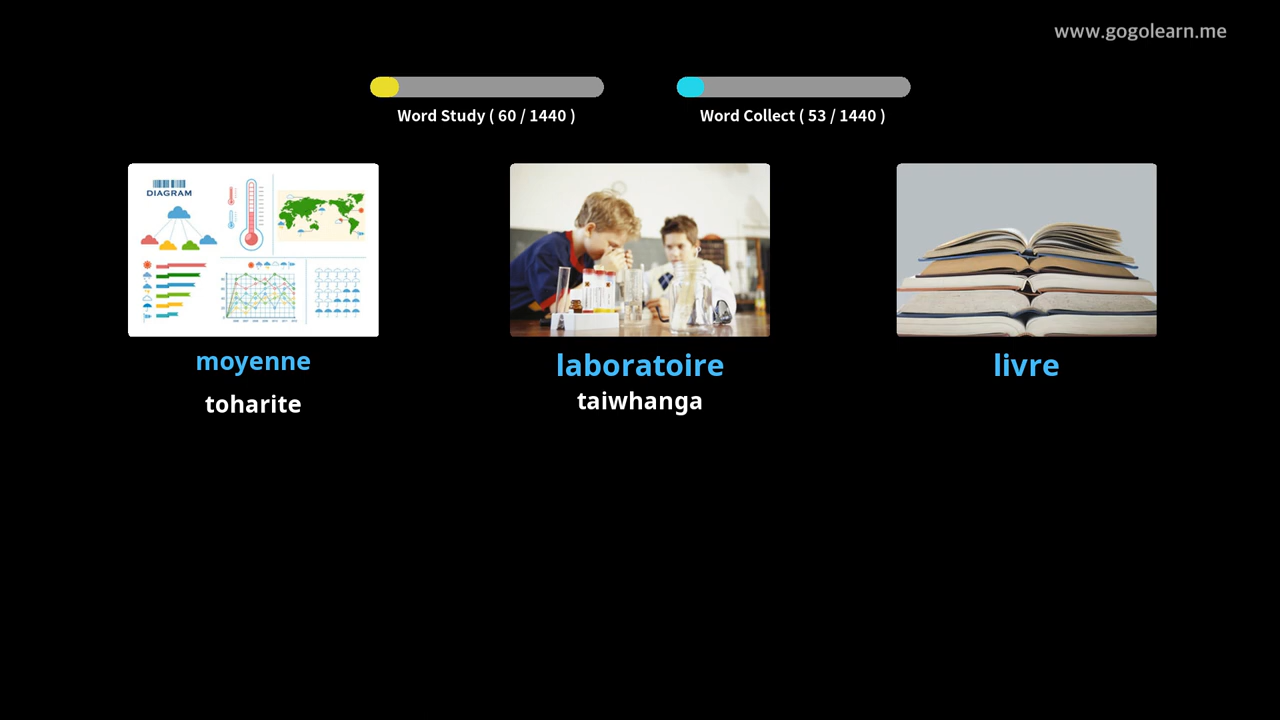 www.gogolearn.me
Word Study ( 60 / 1440 )
Word Collect ( 53 / 1440 )
DIAGRAM
moyenne
laboratoire
livre
toharite
taiwhanga